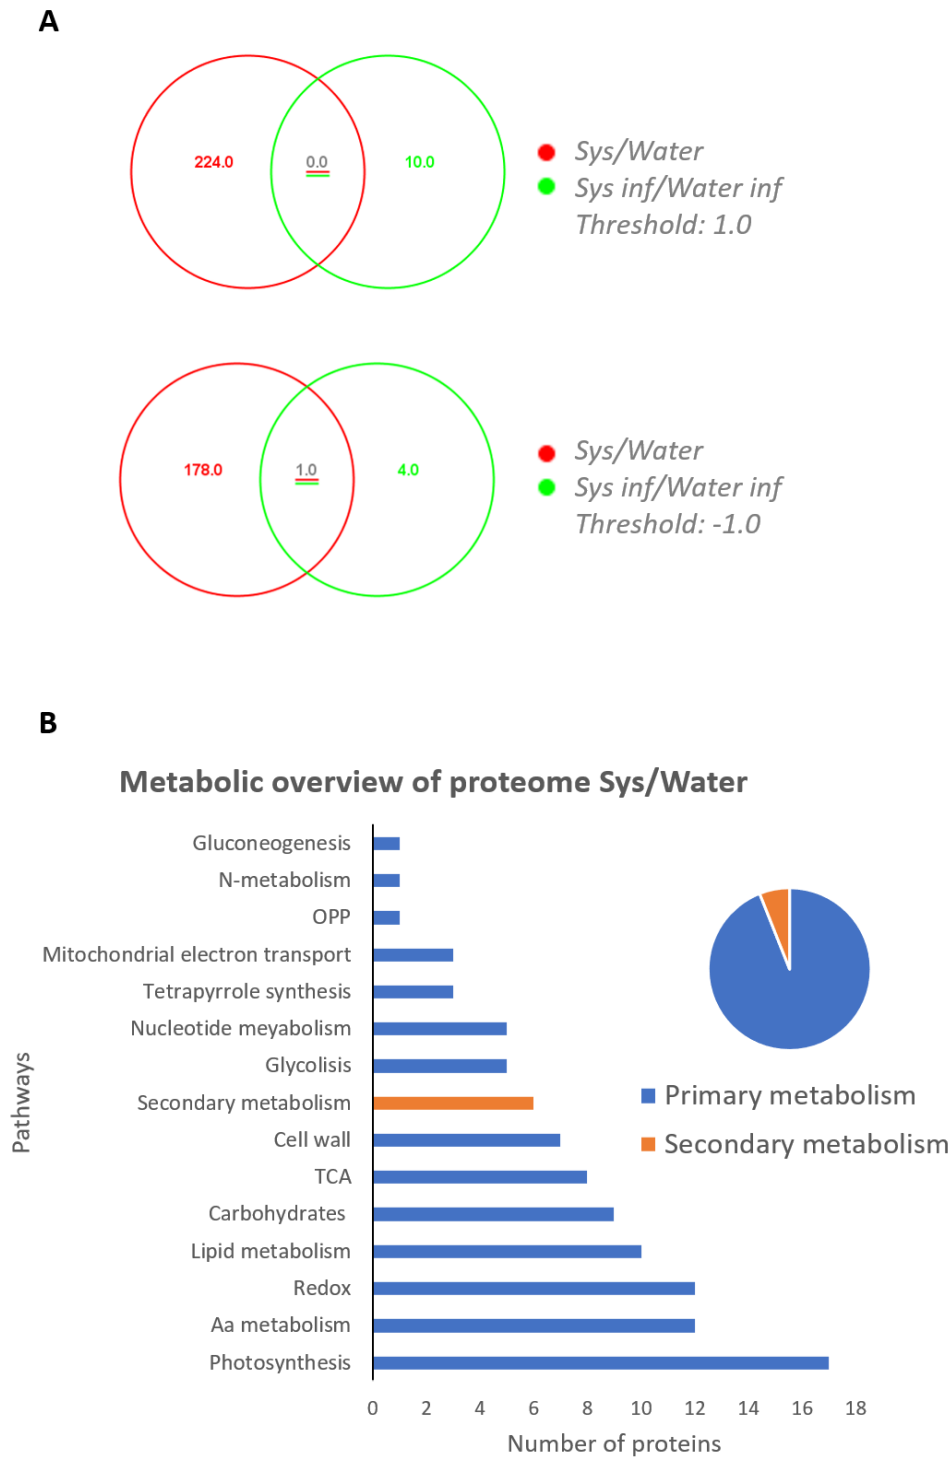 A
224.0
0.0
10.0
Sys/Water
Sys inf/Water inf
Threshold: 1.0
178.0
1.0
4.0
Sys/Water
Sys inf/Water inf
Threshold: -1.0
B
Metabolic overview of proteome Sys/Water
Pathways
Gluconeogenesis
N-metabolism
OPP
Mitochondrial electron transport
Tetrapyrrole synthesis
Nucleotide meyabolism
Glycolisis
Secondary metabolism
Cell wall
TCA
Carbohydrates
Lipid metabolism
Redox
Aa metabolism
Photosynthesis
0 2 4 6 8 10 12 14 16 18
Number of proteins
Primary metabolism
Secondary metabolism